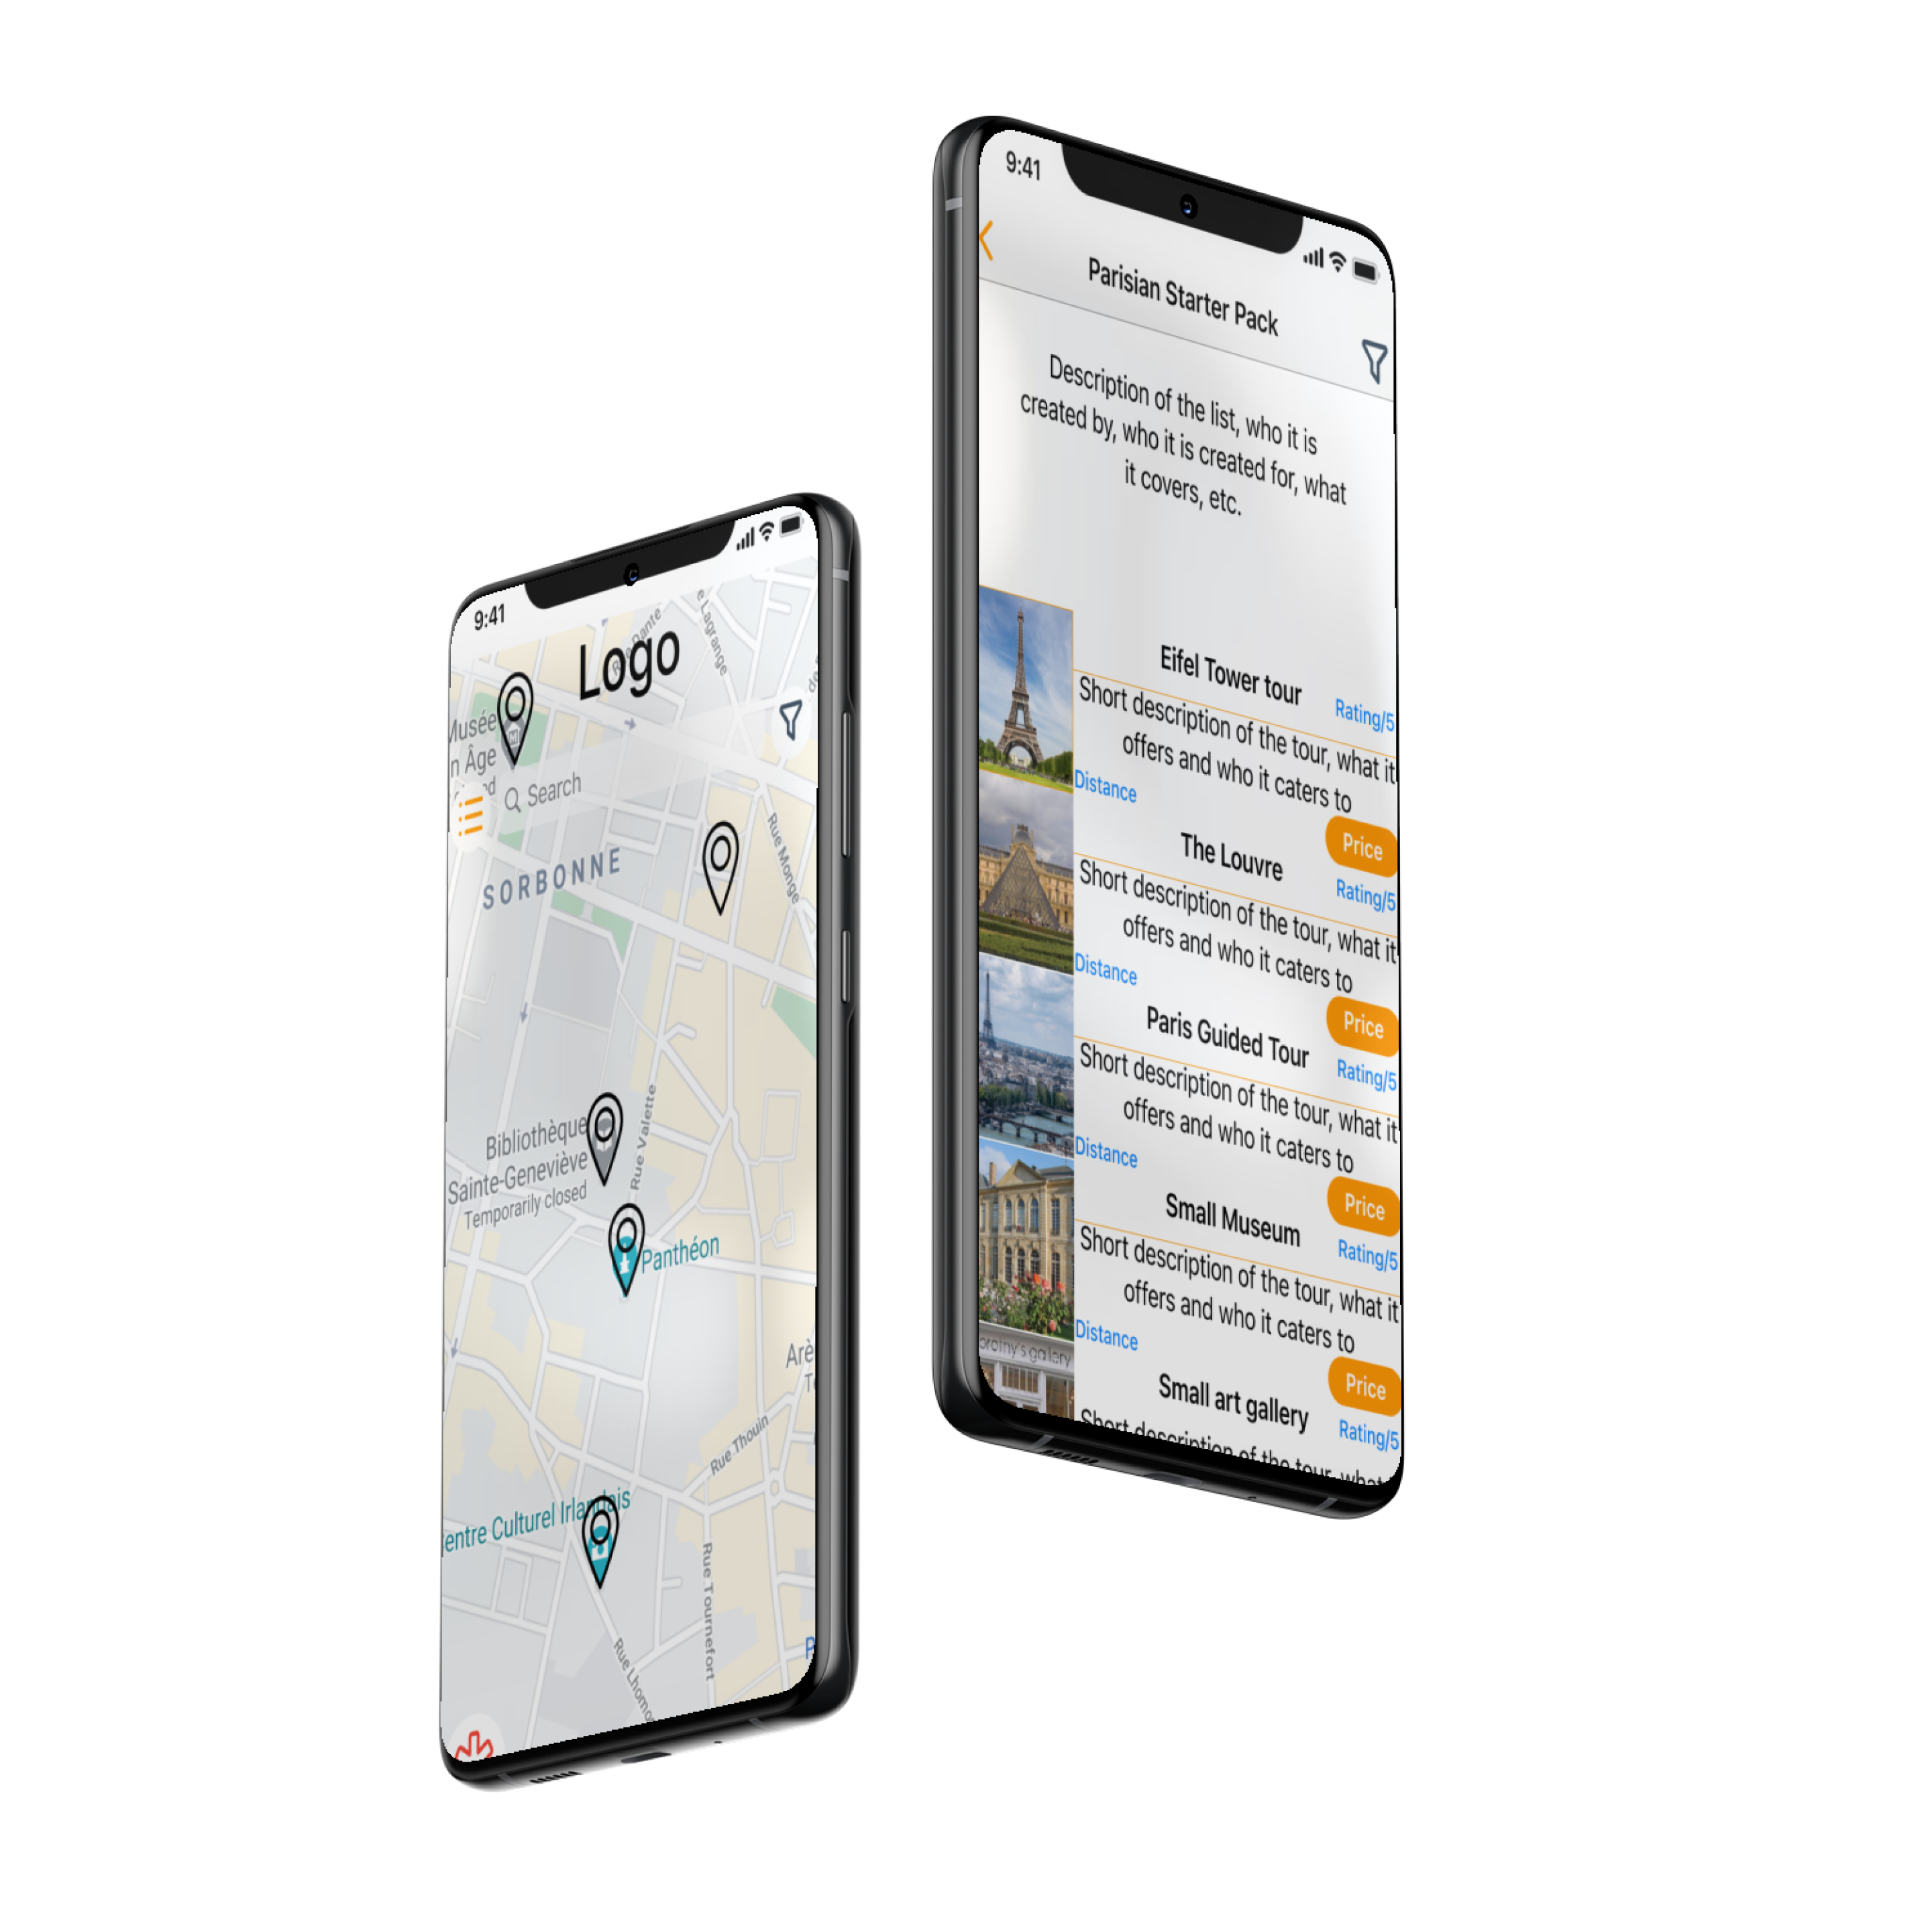 9:41
Logo
Rue Dante
e Lagrange
de
Musée
n Âge
Search
SORBONNE
Rue Monge
Bibliothèque
Sainte-Geneviève
Temporarily closed
Rue Valette
Panthéon
Arè
T
Rue Thouin
entre Culturel Irlandais
Rue Tournefort
Rue Lhomo
P
9:41
Parisian Starter Pack
Description of the list, who it is
created by, who it is created for, what
it covers, etc.
Eifel Tower tour
Rating/5
Short description of the tour, what it
offers and who it caters to
Distance
Price
The Louvre
Rating/5
Short description of the tour, what it
offers and who it caters to
Distance
Price
Paris Guided Tour
Rating/5
Short description of the tour, what it
offers and who it caters to
Distance
Price
Small Museum
Rating/5
Short description of the tour, what it
offers and who it caters to
Distance
Price
Small art gallery
Rating/5
Short description of the tour, what